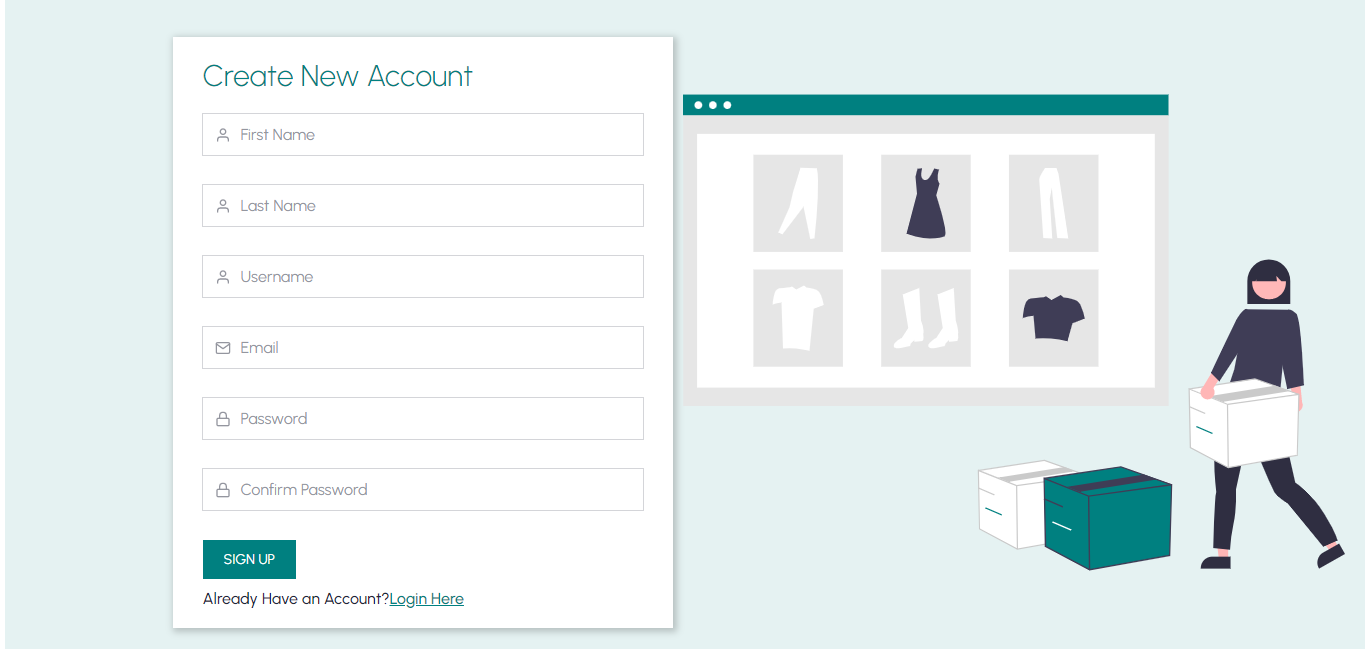 Create New Account
First Name
Last Name
Username
Email
Password
Confirm Password
SIGN UP
Already Have an Account?Login Here